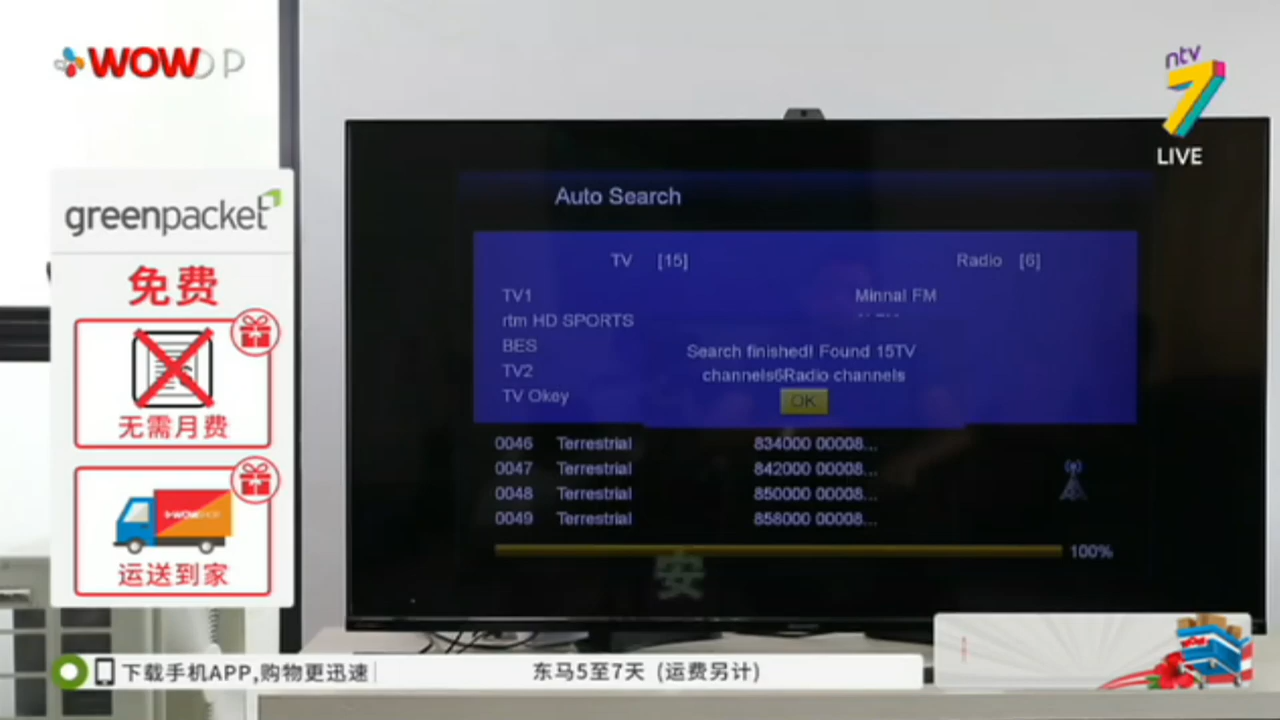 WOW
P
ntv
7
LIVE
greenpacket
免费
无需月费
WOWSHOP
运送到家
Auto Search
TV [15]
Radio [6]
TV1
rtm HD SPORTS
BES
TV2
TV Okey
Minnal FM
Search finished! Found 15TV
channels6Radio channels
OK
0046 Terrestrial 834000 00008...
0047 Terrestrial 842000 00008...
0048 Terrestrial 850000 00008...
0049 Terrestrial 858000 00008...
100%
安
下载手机APP,购物更迅速
东马5至7天 (运费另计)